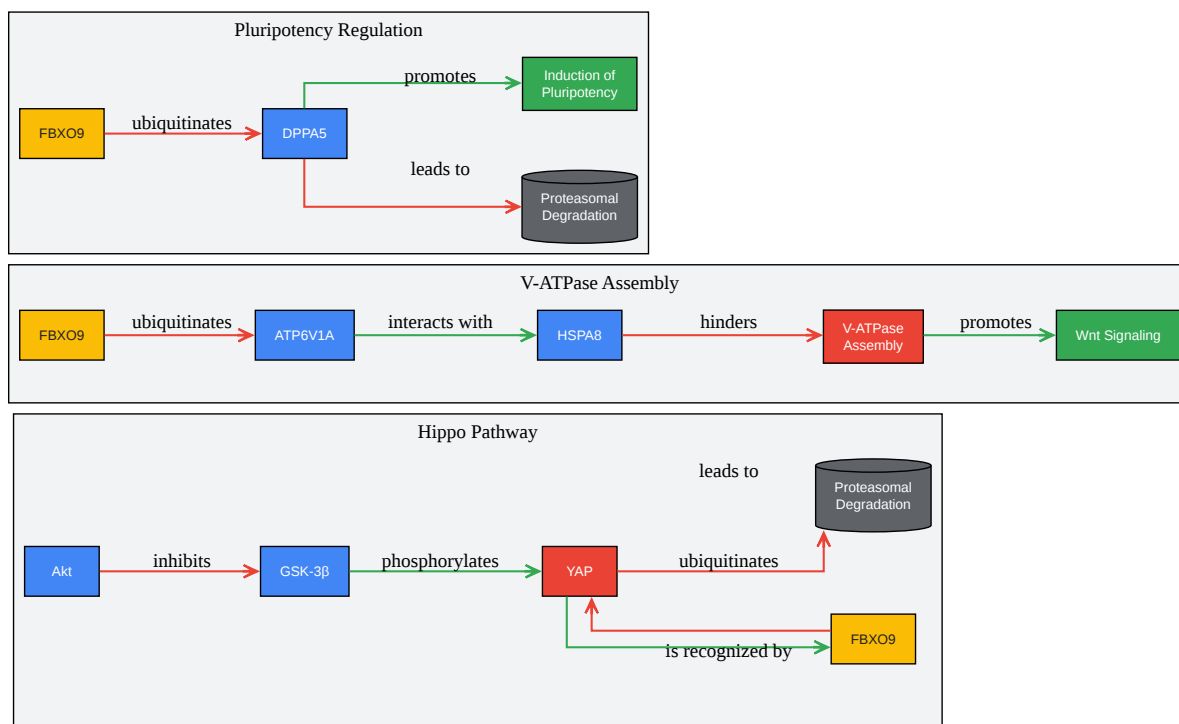 Pluripotency Regulation
promotes
Induction of
Pluripotency
FBXO9
ubiquitinates
DPPA5
leads to
Proteasomal
Degradation
V-ATPase Assembly
FBXO9
ubiquitinates
ATP6V1A
interacts with
HSPA8
hinders
V-ATPase
Assembly
promotes
Wnt Signaling
Hippo Pathway
leads to
Proteasomal
Degradation
Akt
inhibits
GSK-3β
phosphorylates
YAP
ubiquitinates
is recognized by
FBXO9